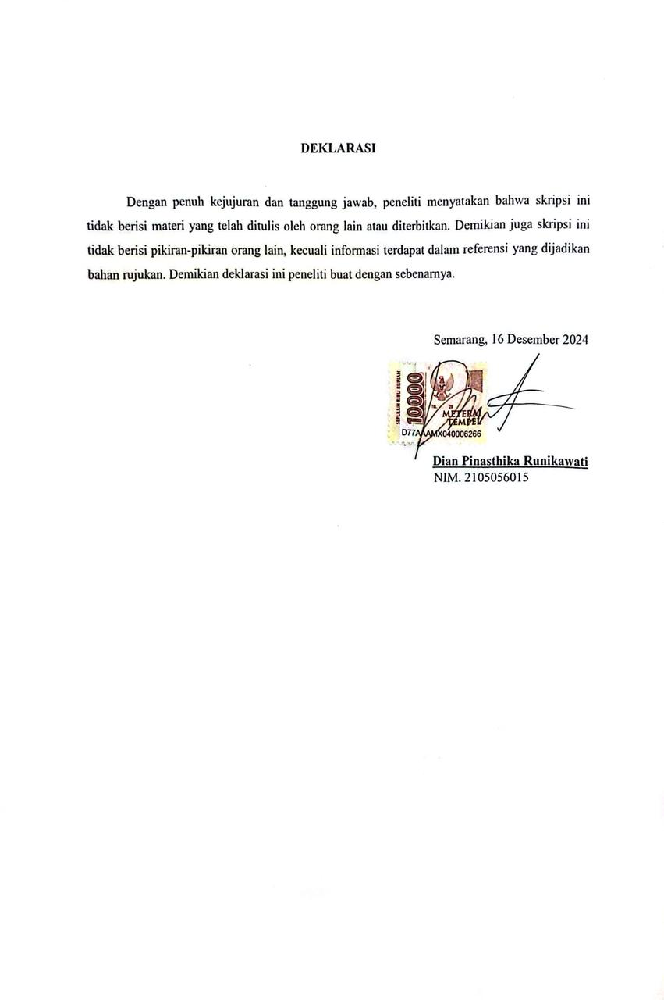 DEKLARASI
Dengan penuh kejujuran dan tanggung jawab, peneliti menyatakan bahwa skripsi ini
tidak berisi materi yang telah ditulis oleh orang lain atau diterbitkan. Demikian juga skripsi ini
tidak berisi pikiran-pikiran orang lain, kecuali informasi terdapat dalam referensi yang dijadikan
bahan rujukan. Demikian deklarasi ini peneliti buat dengan sebenarnya.
Semarang, 16 Desember 2024
SEPULUH RIBU RUPIAH
10000
METERAI
TEMPEL
D77AAAMX040006266
Dian Pinasthika Runikawati
NIM. 2105056015